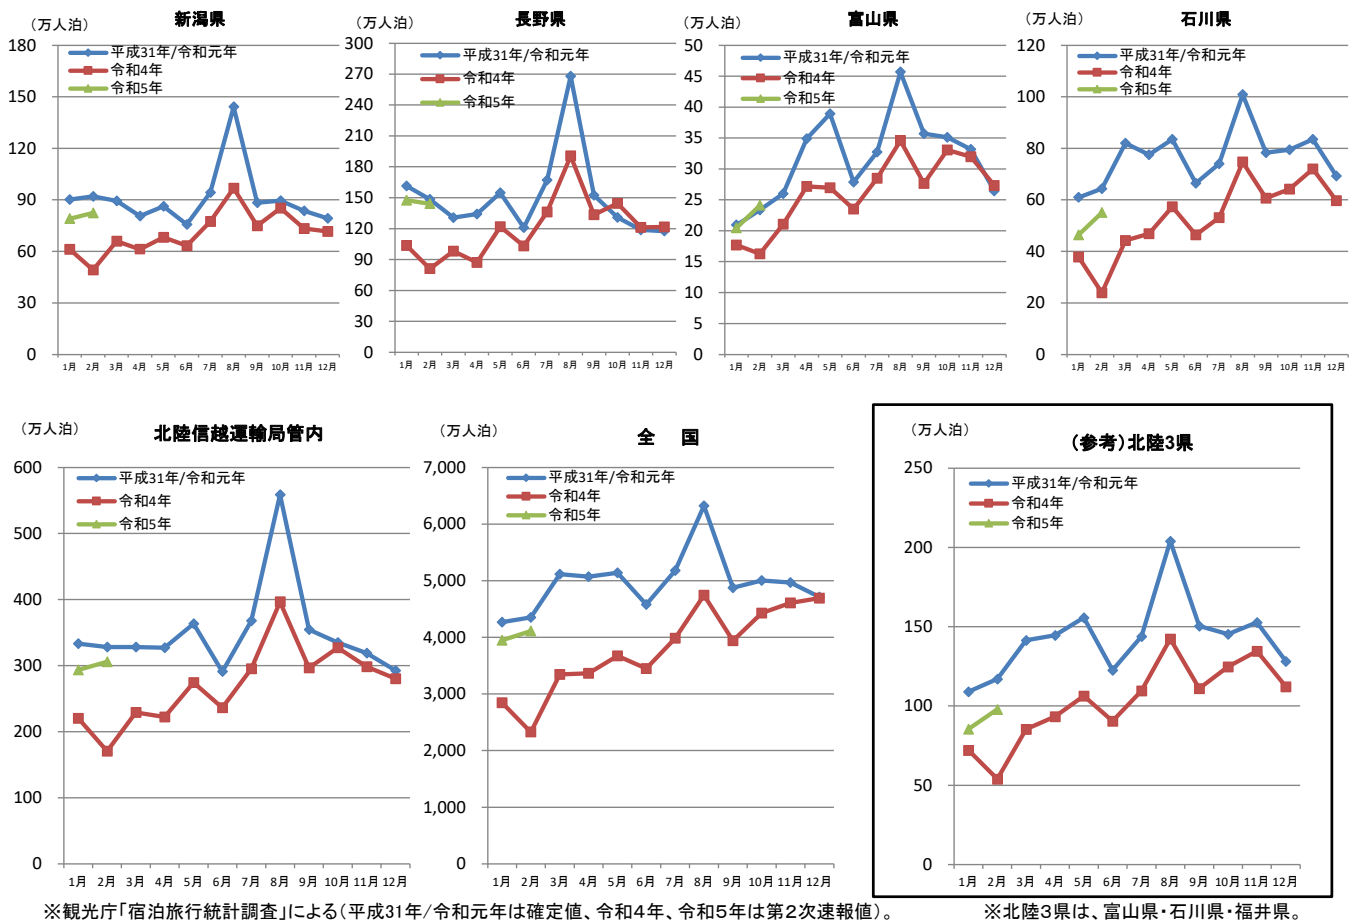 新潟県
(万人泊)
180
150
120
90
60
30
0
平成31年/令和元年
令和4年
令和5年
1月 2月 3月 4月 5月 6月 7月 8月 9月 10月 11月 12月
長野県
(万人泊)
300
270
240
210
180
150
120
90
60
30
0
平成31年/令和元年
令和4年
令和5年
1月 2月 3月 4月 5月 6月 7月 8月 9月 10月 11月 12月
富山県
(万人泊)
50
45
40
35
30
25
20
15
10
5
0
平成31年/令和元年
令和4年
令和5年
1月 2月 3月 4月 5月 6月 7月 8月 9月 10月 11月 12月
石川県
(万人泊)
120
100
80
60
40
20
0
平成31年/令和元年
令和4年
令和5年
1月 2月 3月 4月 5月 6月 7月 8月 9月 10月 11月 12月
北陸信越運輸局管内
(万人泊)
600
500
400
300
200
100
0
平成31年/令和元年
令和4年
令和5年
1月 2月 3月 4月 5月 6月 7月 8月 9月 10月 11月 12月
全 国
(万人泊)
7,000
6,000
5,000
4,000
3,000
2,000
1,000
0
平成31年/令和元年
令和4年
令和5年
1月 2月 3月 4月 5月 6月 7月 8月 9月 10月 11月 12月
(参考)北陸3県
(万人泊)
250
200
150
100
50
0
平成31年/令和元年
令和4年
令和5年
1月 2月 3月 4月 5月 6月 7月 8月 9月 10月 11月 12月
※観光庁「宿泊旅行統計調査」による(平成31年/令和元年は確定値、令和4年、令和5年は第2次速報値)。
※北陸3県は、富山県・石川県・福井県。